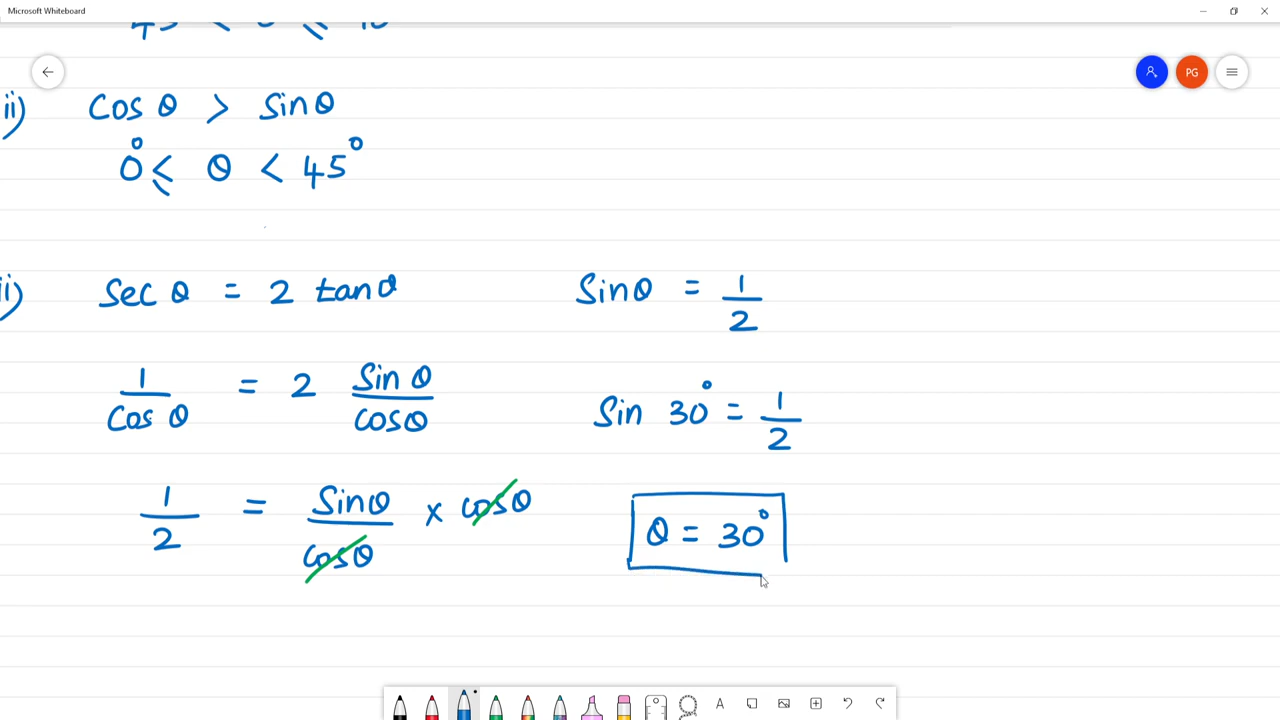 Microsoft Whiteboard
PG
ii) Cos θ > Sin θ
0° ≤ θ < 45°
ii) Sec θ = 2 tan θ
1/Cos θ = 2 Sin θ/Cos θ
1/2 = Sin θ/Cos θ × Cos θ
Sin θ = 1/2
Sin 30° = 1/2
θ = 30°
A